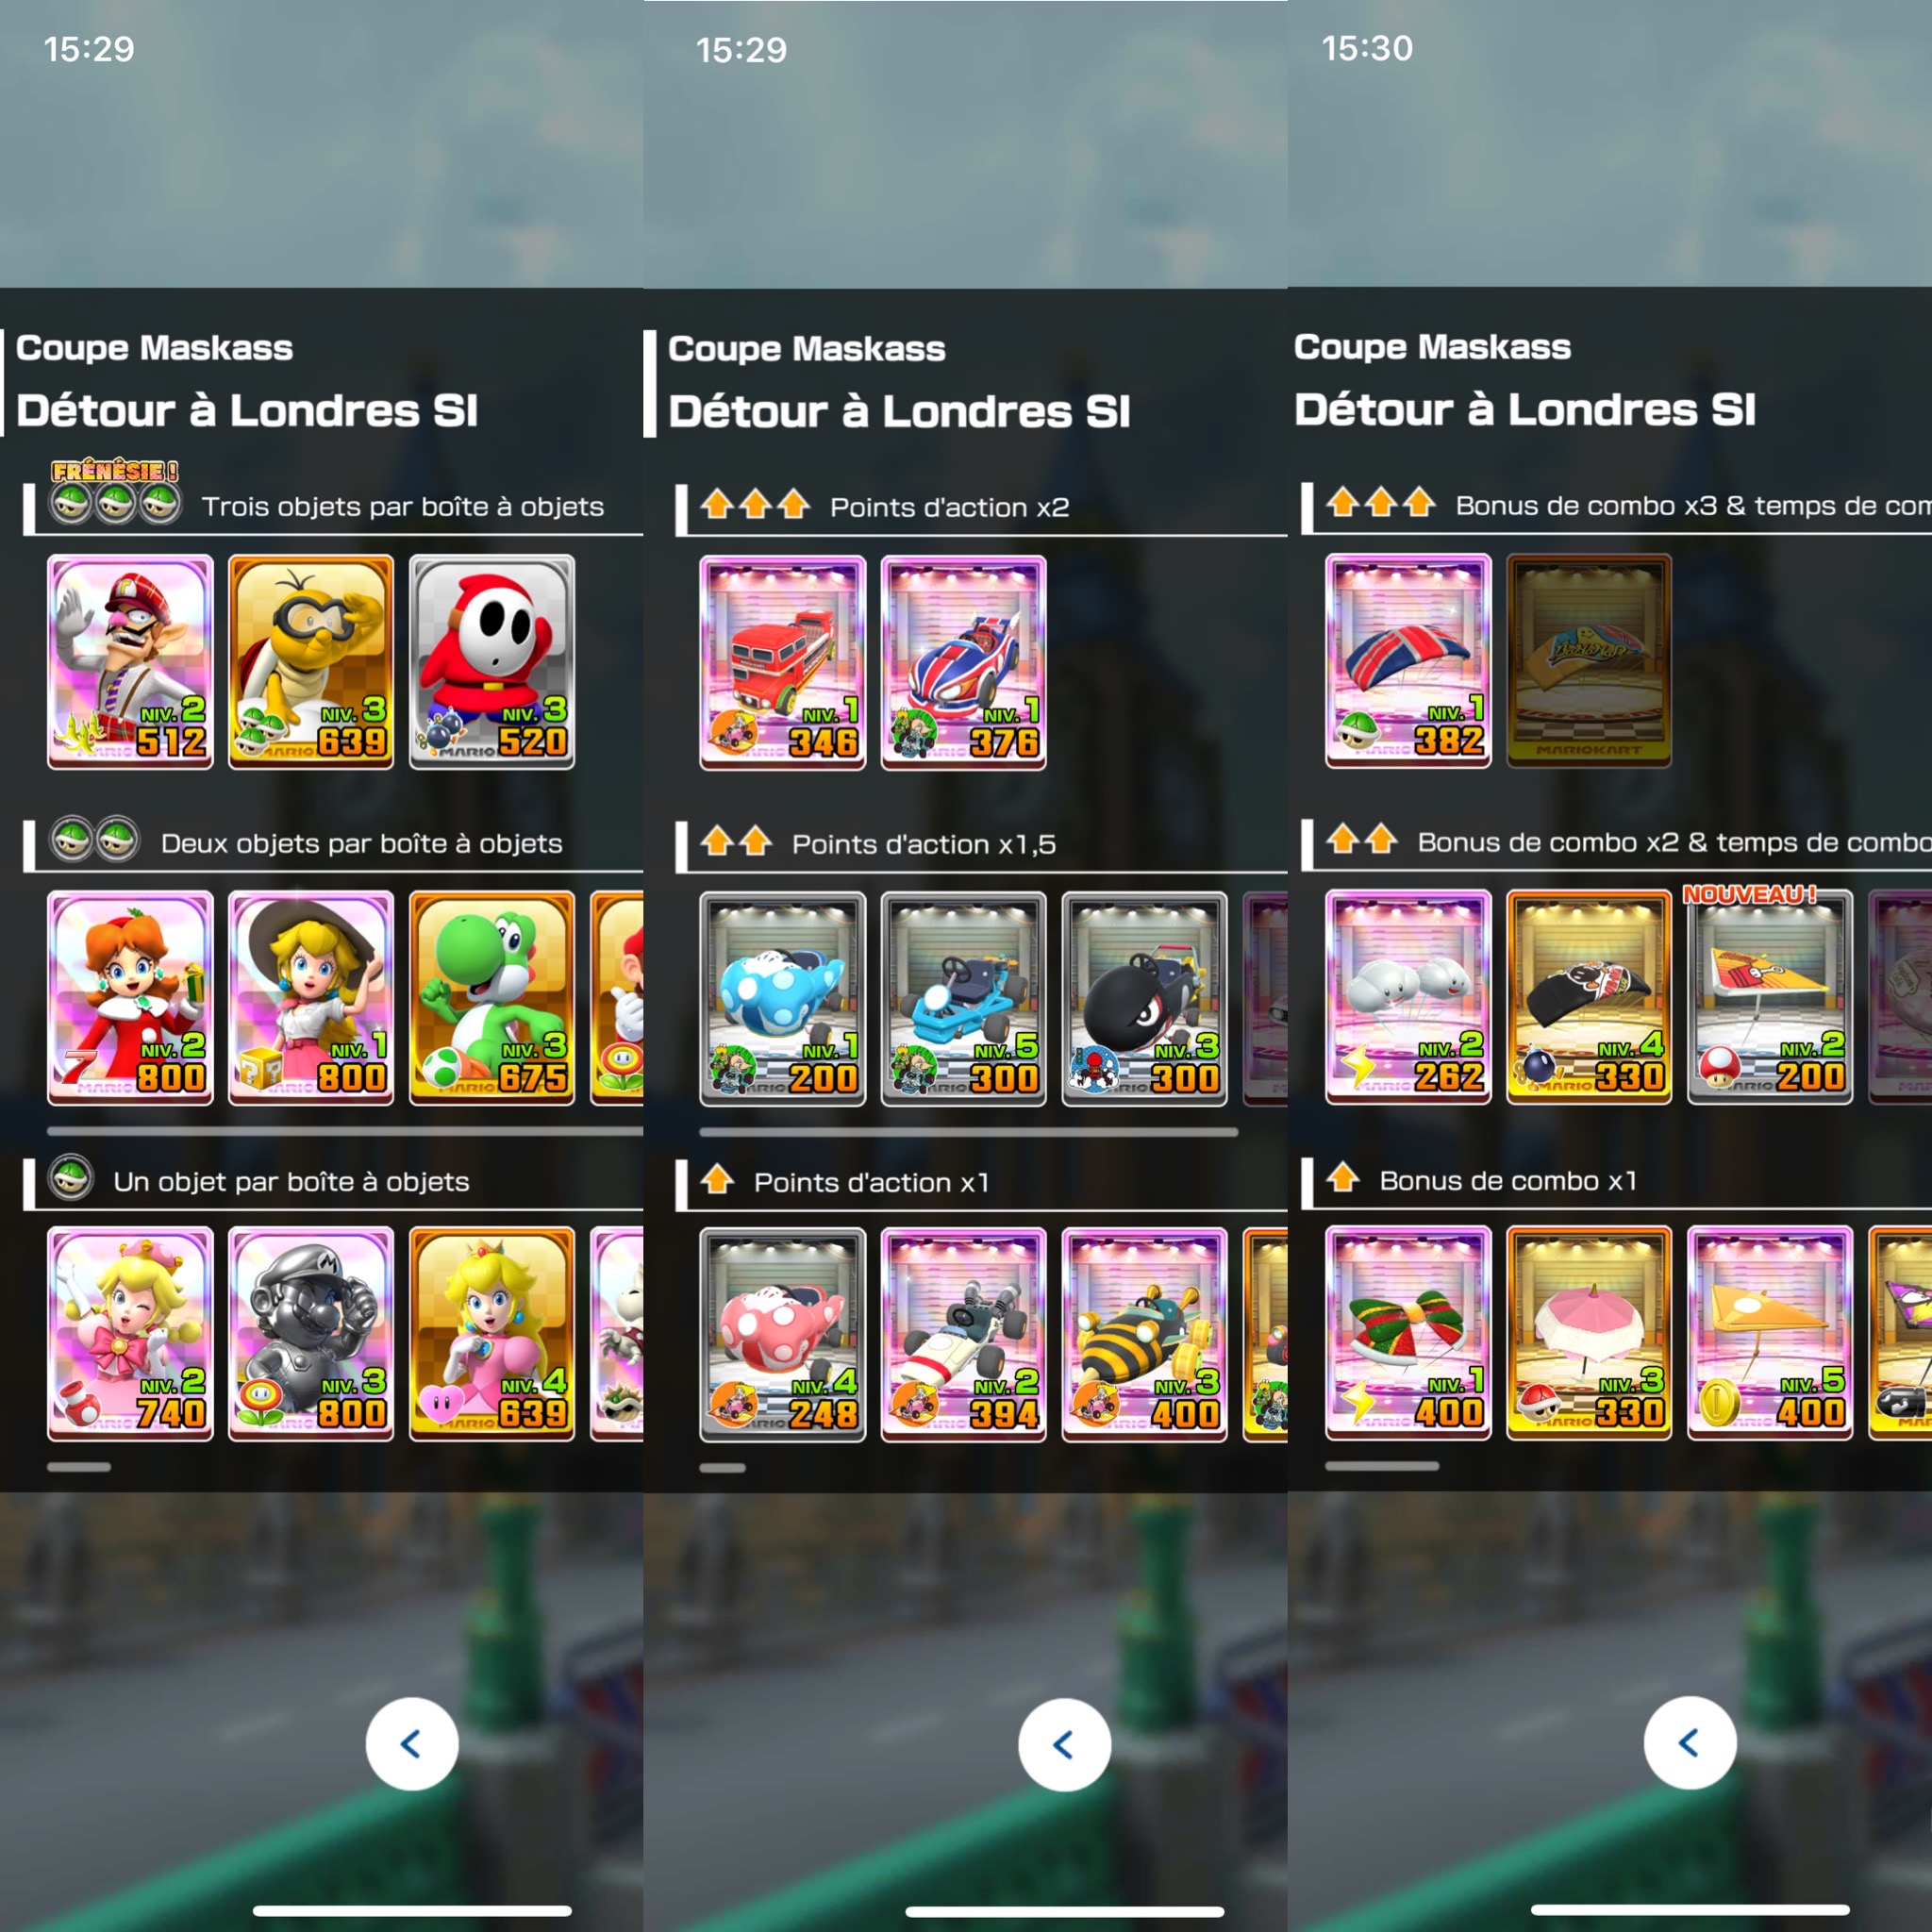 15:29
Coupe Maskass
Détour à Londres SI
FRÉNÉSIE !
Trois objets par boîte à objets
NIV. 2
512
NIV. 3
639
NIV. 3
520
Deux objets par boîte à objets
NIV. 2
800
NIV. 1
800
NIV. 3
675
Un objet par boîte à objets
NIV. 2
740
NIV. 3
800
NIV. 4
639
15:29
Coupe Maskass
Détour à Londres SI
Points d'action x2
NIV. 1
346
NIV. 1
376
Points d'action x1,5
NIV. 1
200
NIV. 5
300
NIV. 3
300
Points d'action x1
NIV. 4
248
NIV. 2
394
NIV. 3
400
15:30
Coupe Maskass
Détour à Londres SI
Bonus de combo x3 & temps de com
NIV. 1
382
MARIOKART
Bonus de combo x2 & temps de combo
NOUVEAU !
NIV. 2
262
NIV. 4
330
NIV. 2
200
Bonus de combo x1
NIV. 1
400
NIV. 3
330
NIV. 5
400